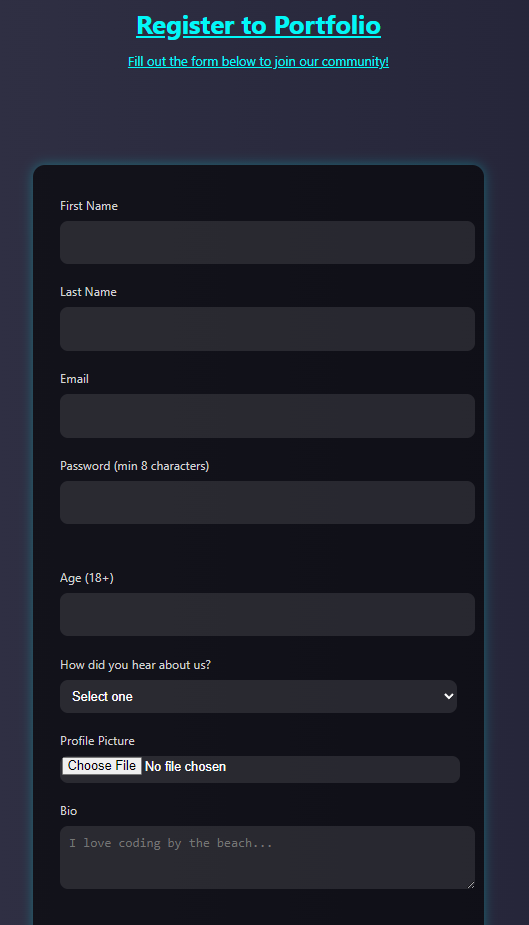 Register to Portfolio
Fill out the form below to join our community!
First Name
Last Name
Email
Password (min 8 characters)
Age (18+)
How did you hear about us?
Select one
Profile Picture
Choose File No file chosen
Bio
I love coding by the beach...